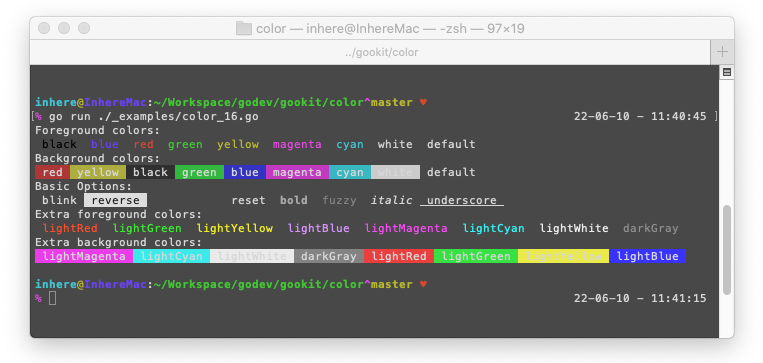 color — inhere@InhereMac — -zsh — 97×19
../gookit/color +
inhere@InhereMac:~/Workspace/godev/gookit/color^master ♥
[% go run ./_examples/color_16.go 22-06-10 - 11:40:45 ]
Foreground colors:
black blue red green yellow magenta cyan white default
Background colors:
red yellow black green blue magenta cyan white default
Basic Options:
blink reverse reset bold fuzzy italic underscore
Extra foreground colors:
lightRed lightGreen lightYellow lightBlue lightMagenta lightCyan lightWhite darkGray
Extra background colors:
lightMagenta lightCyan lightWhite darkGray lightRed lightGreen lightYellow lightBlue
inhere@InhereMac:~/Workspace/godev/gookit/color^master ♥
% 22-06-10 - 11:41:15